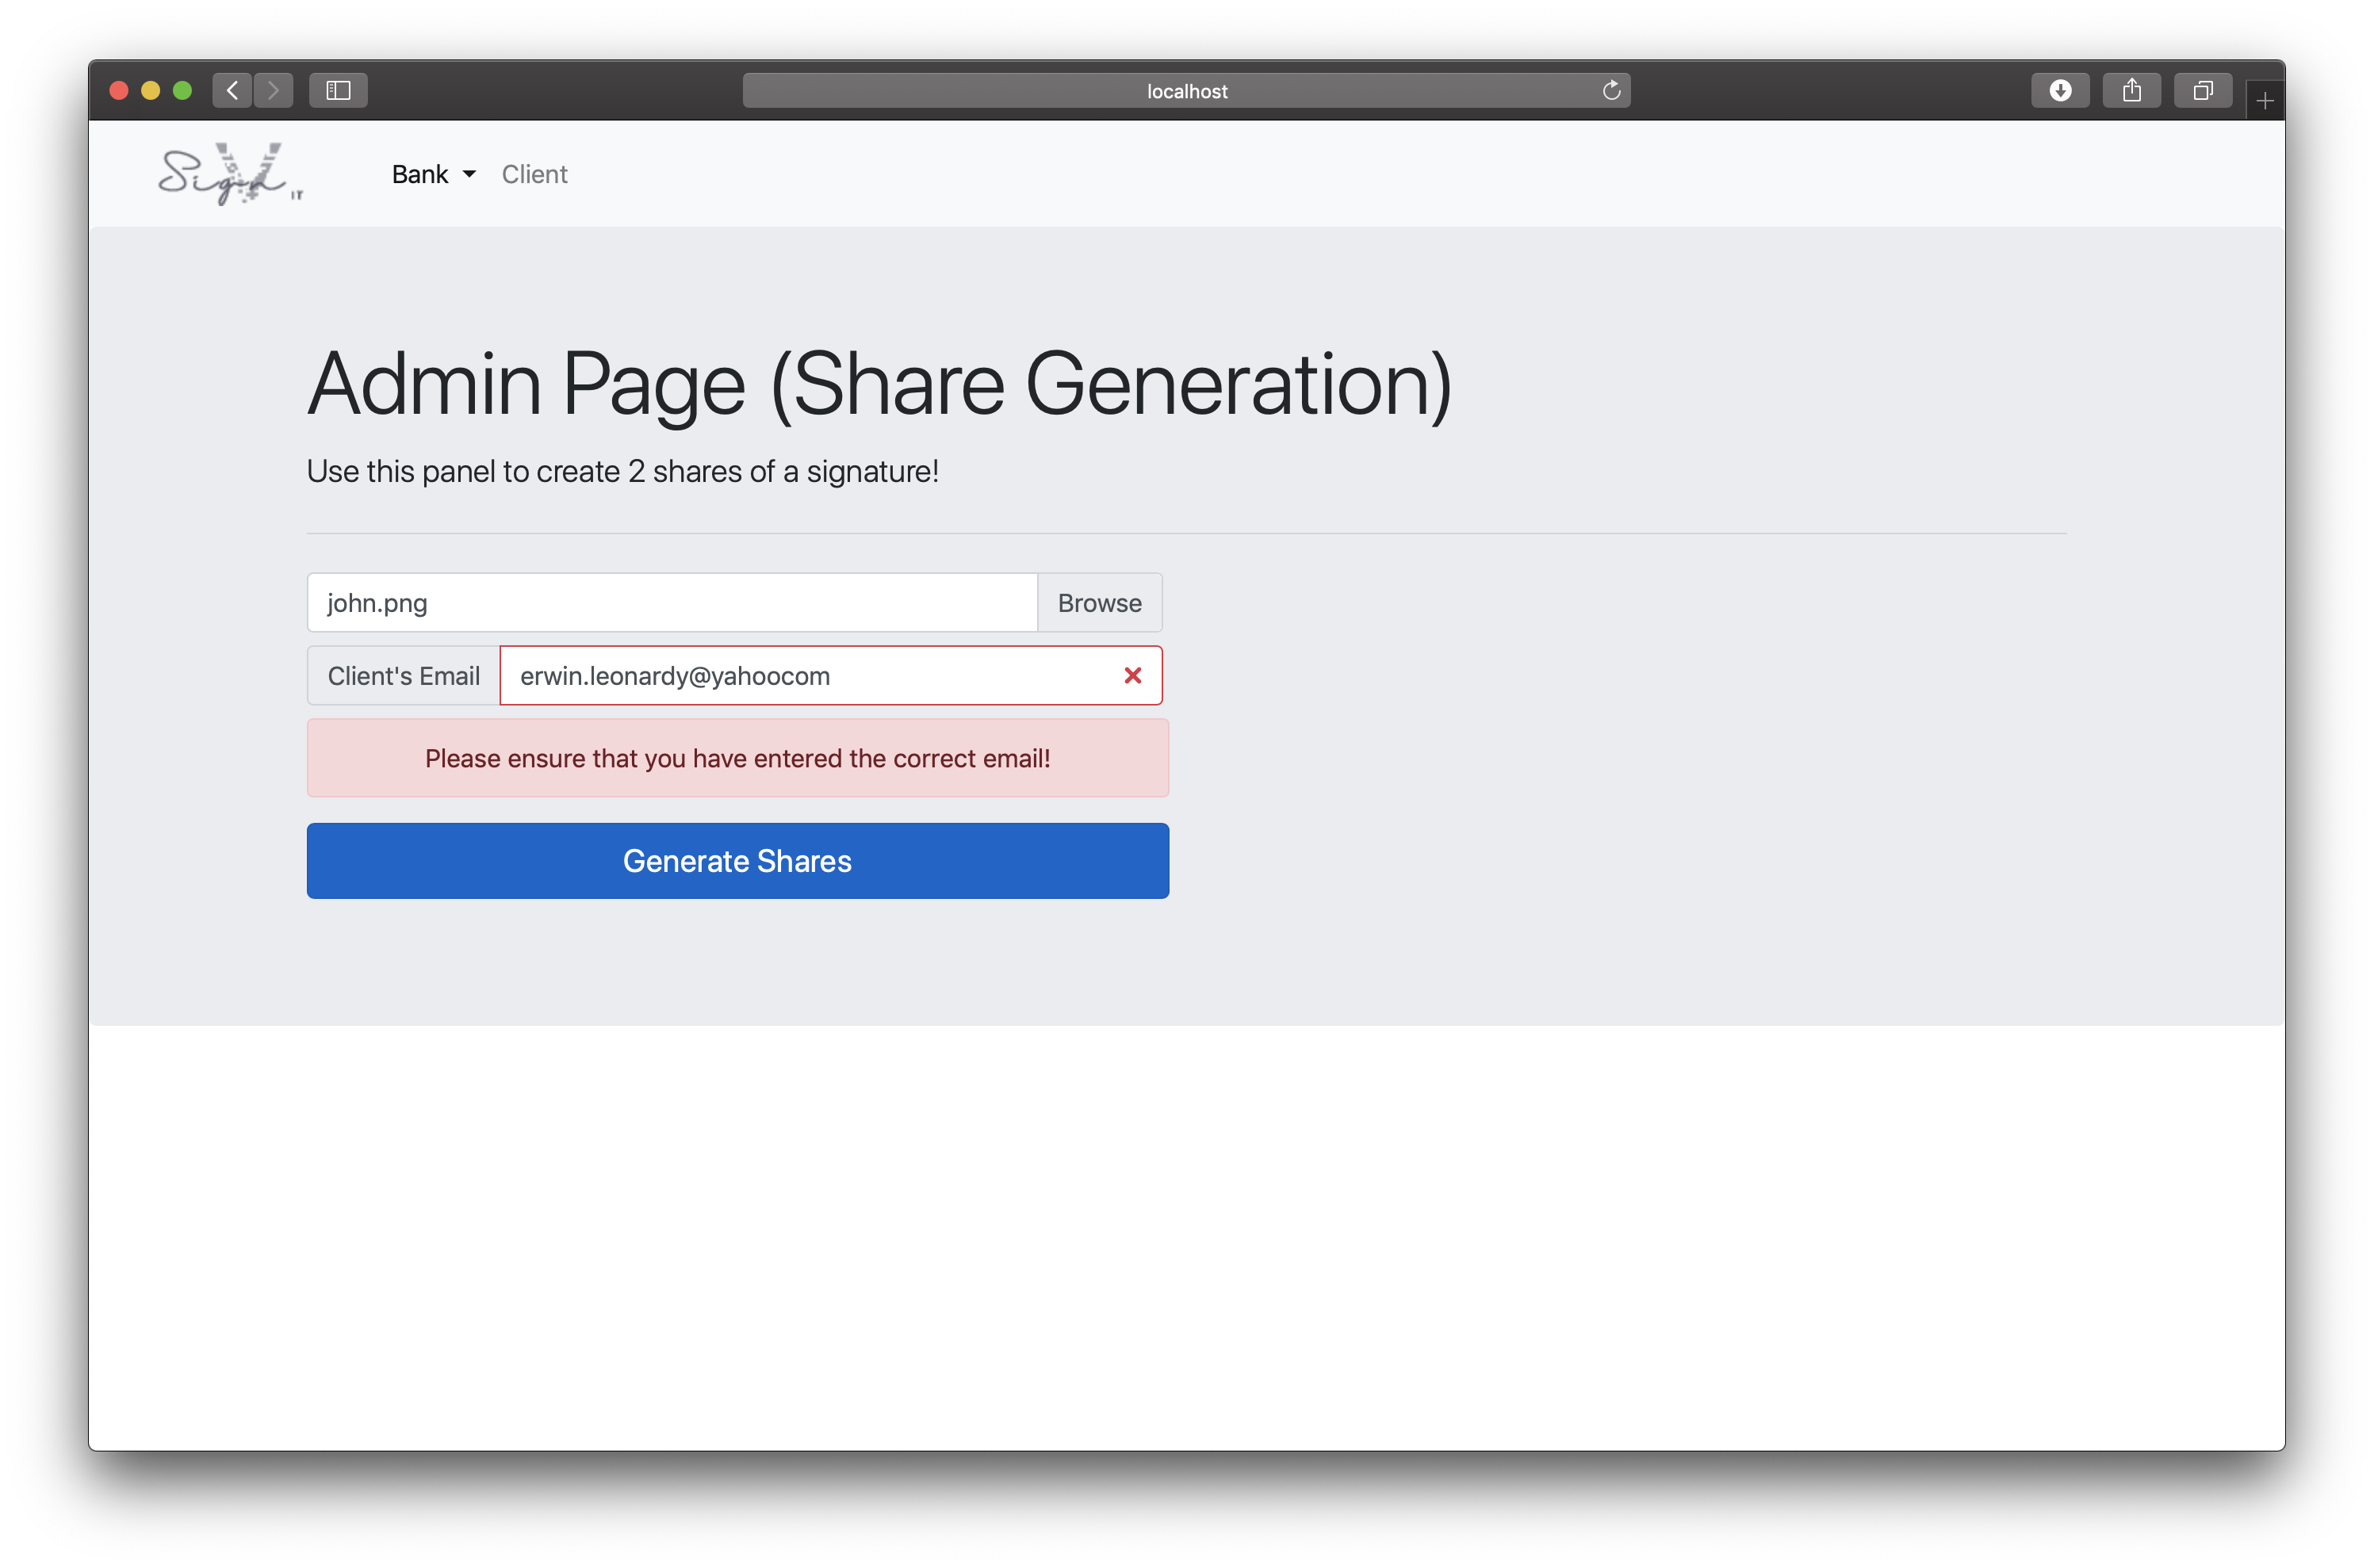 localhost
Sign IT
Bank Client
Admin Page (Share Generation)
Use this panel to create 2 shares of a signature!
john.png Browse
Client's Email erwin.leonardy@yahoocom
Please ensure that you have entered the correct email!
Generate Shares